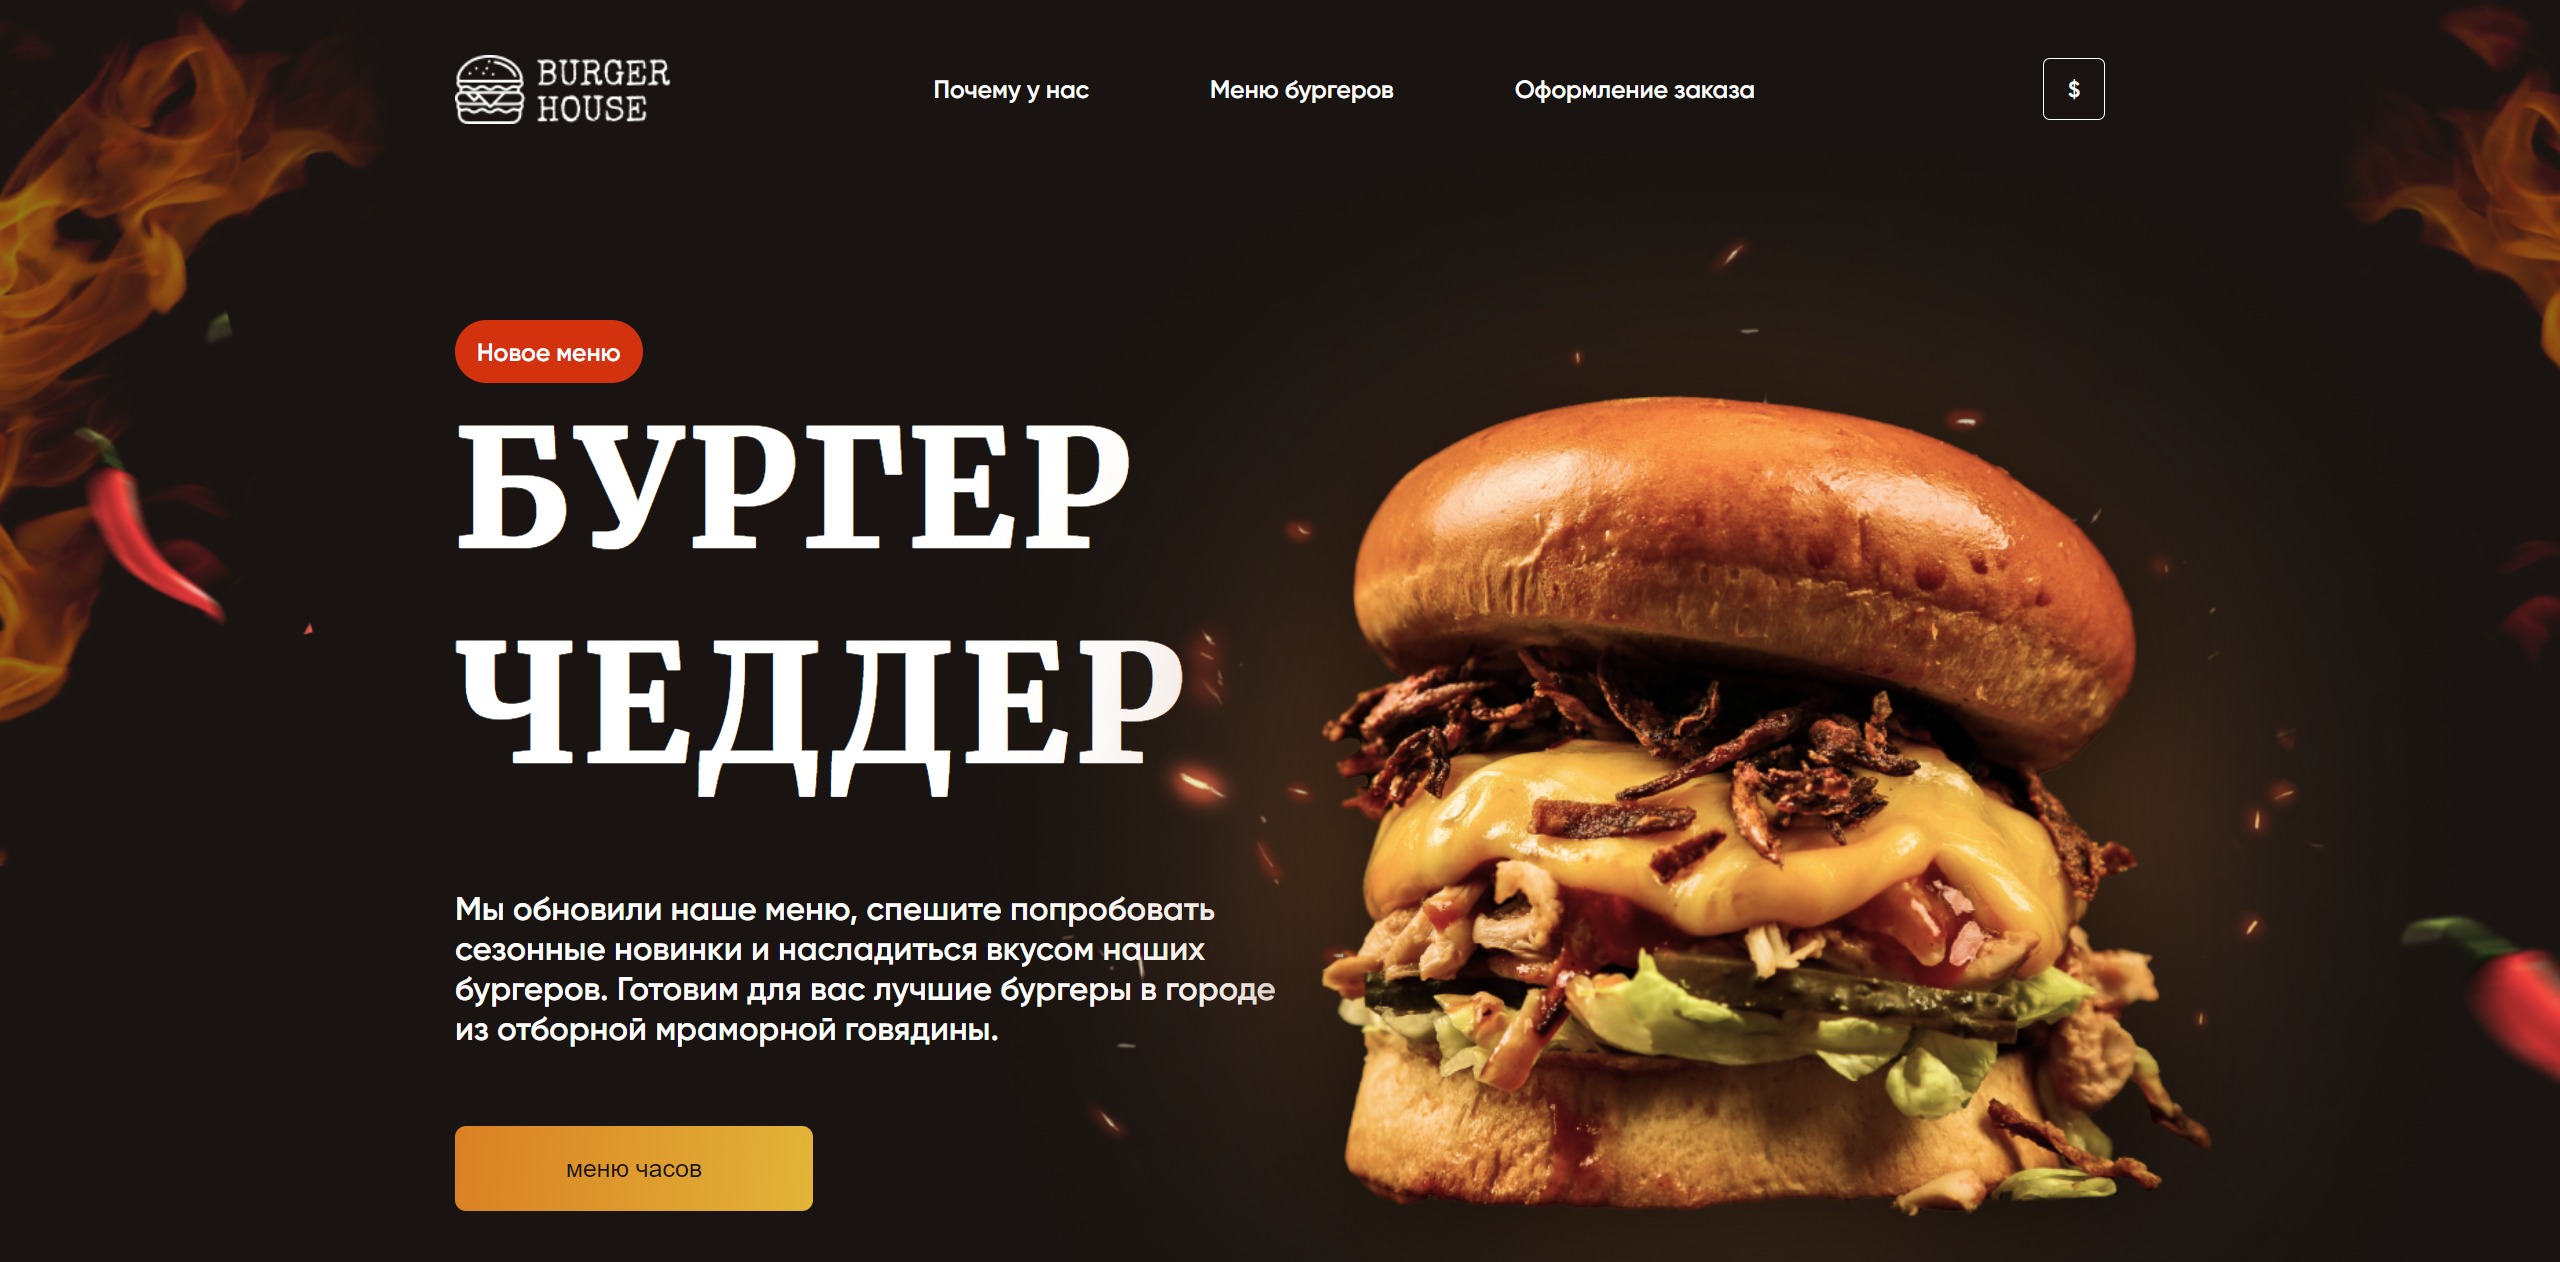 BURGER
HOUSE
Почему у нас
Меню бургеров
Оформление заказа
$
Новое меню
БУРГЕР
ЧЕДДЕР
Мы обновили наше меню, спешите попробовать
сезонные новинки и насладиться вкусом наших
бургеров. Готовим для вас лучшие бургеры в городе
из отборной мраморной говядины.
меню часов